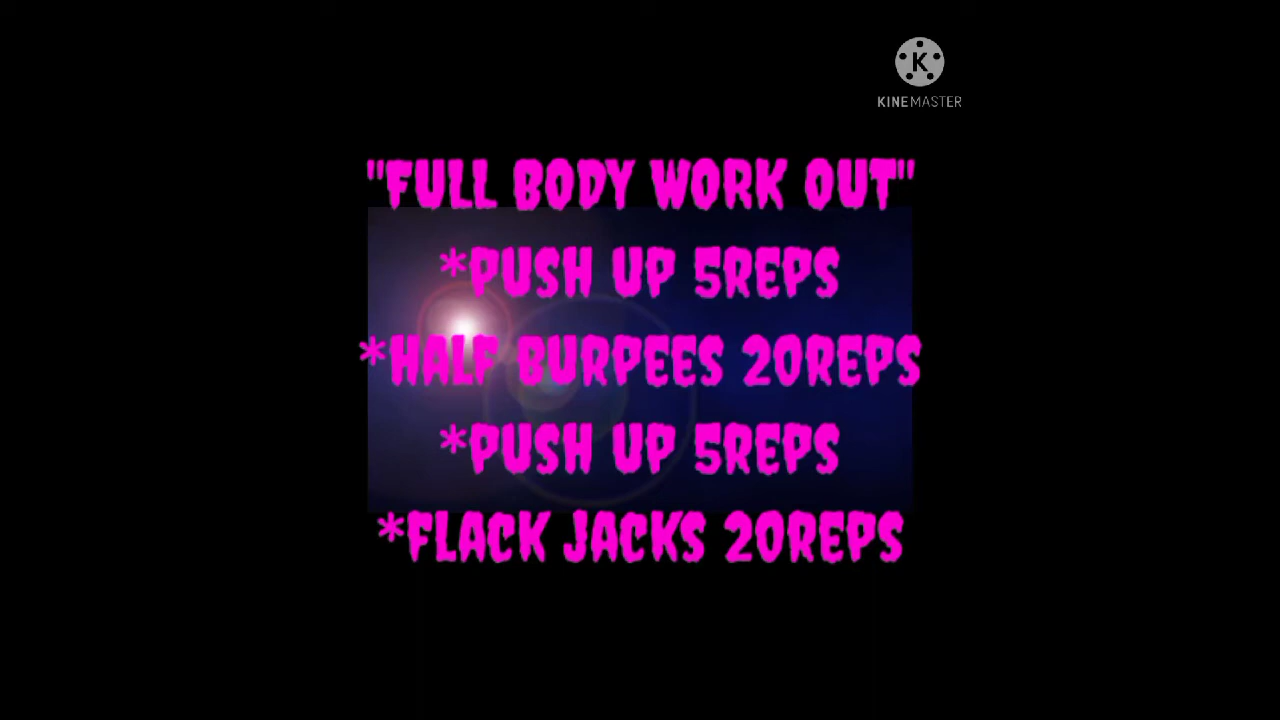 K
KINEMASTER
"FULL BODY WORK OUT"
*PUSH UP 5REPS
*HALF BURPEES 20REPS
*PUSH UP 5REPS
*FLACK JACKS 20REPS